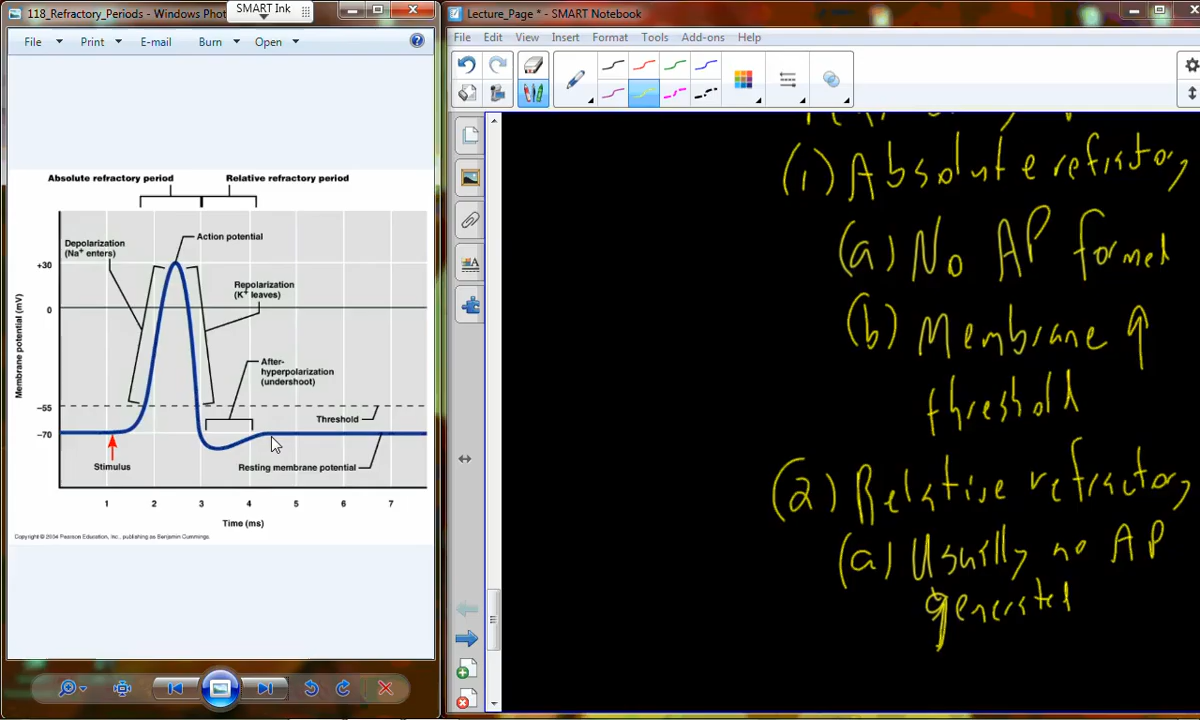 118_Refractory_Periods - Windows Phot
SMART Ink
File Print E-mail Burn Open
Absolute refractory period Relative refractory period
Depolarization
(Na+ enters)
Action potential
Repolarization
(K+ leaves)
After-
hyperpolarization
(undershoot)
Threshold
Resting membrane potential
Stimulus
Membrane potential (mV)
+30
0
–55
–70
1 2 3 4 5 6 7
Time (ms)
Copyright © 2004 Pearson Education, Inc., publishing as Benjamin Cummings.
Lecture_Page * - SMART Notebook
File Edit View Insert Format Tools Add-ons Help
(1) Absolute refractory
(a) No AP formed
(b) Membrane
threshold
(2) Relative refractory
(a) Usually no AP
generated